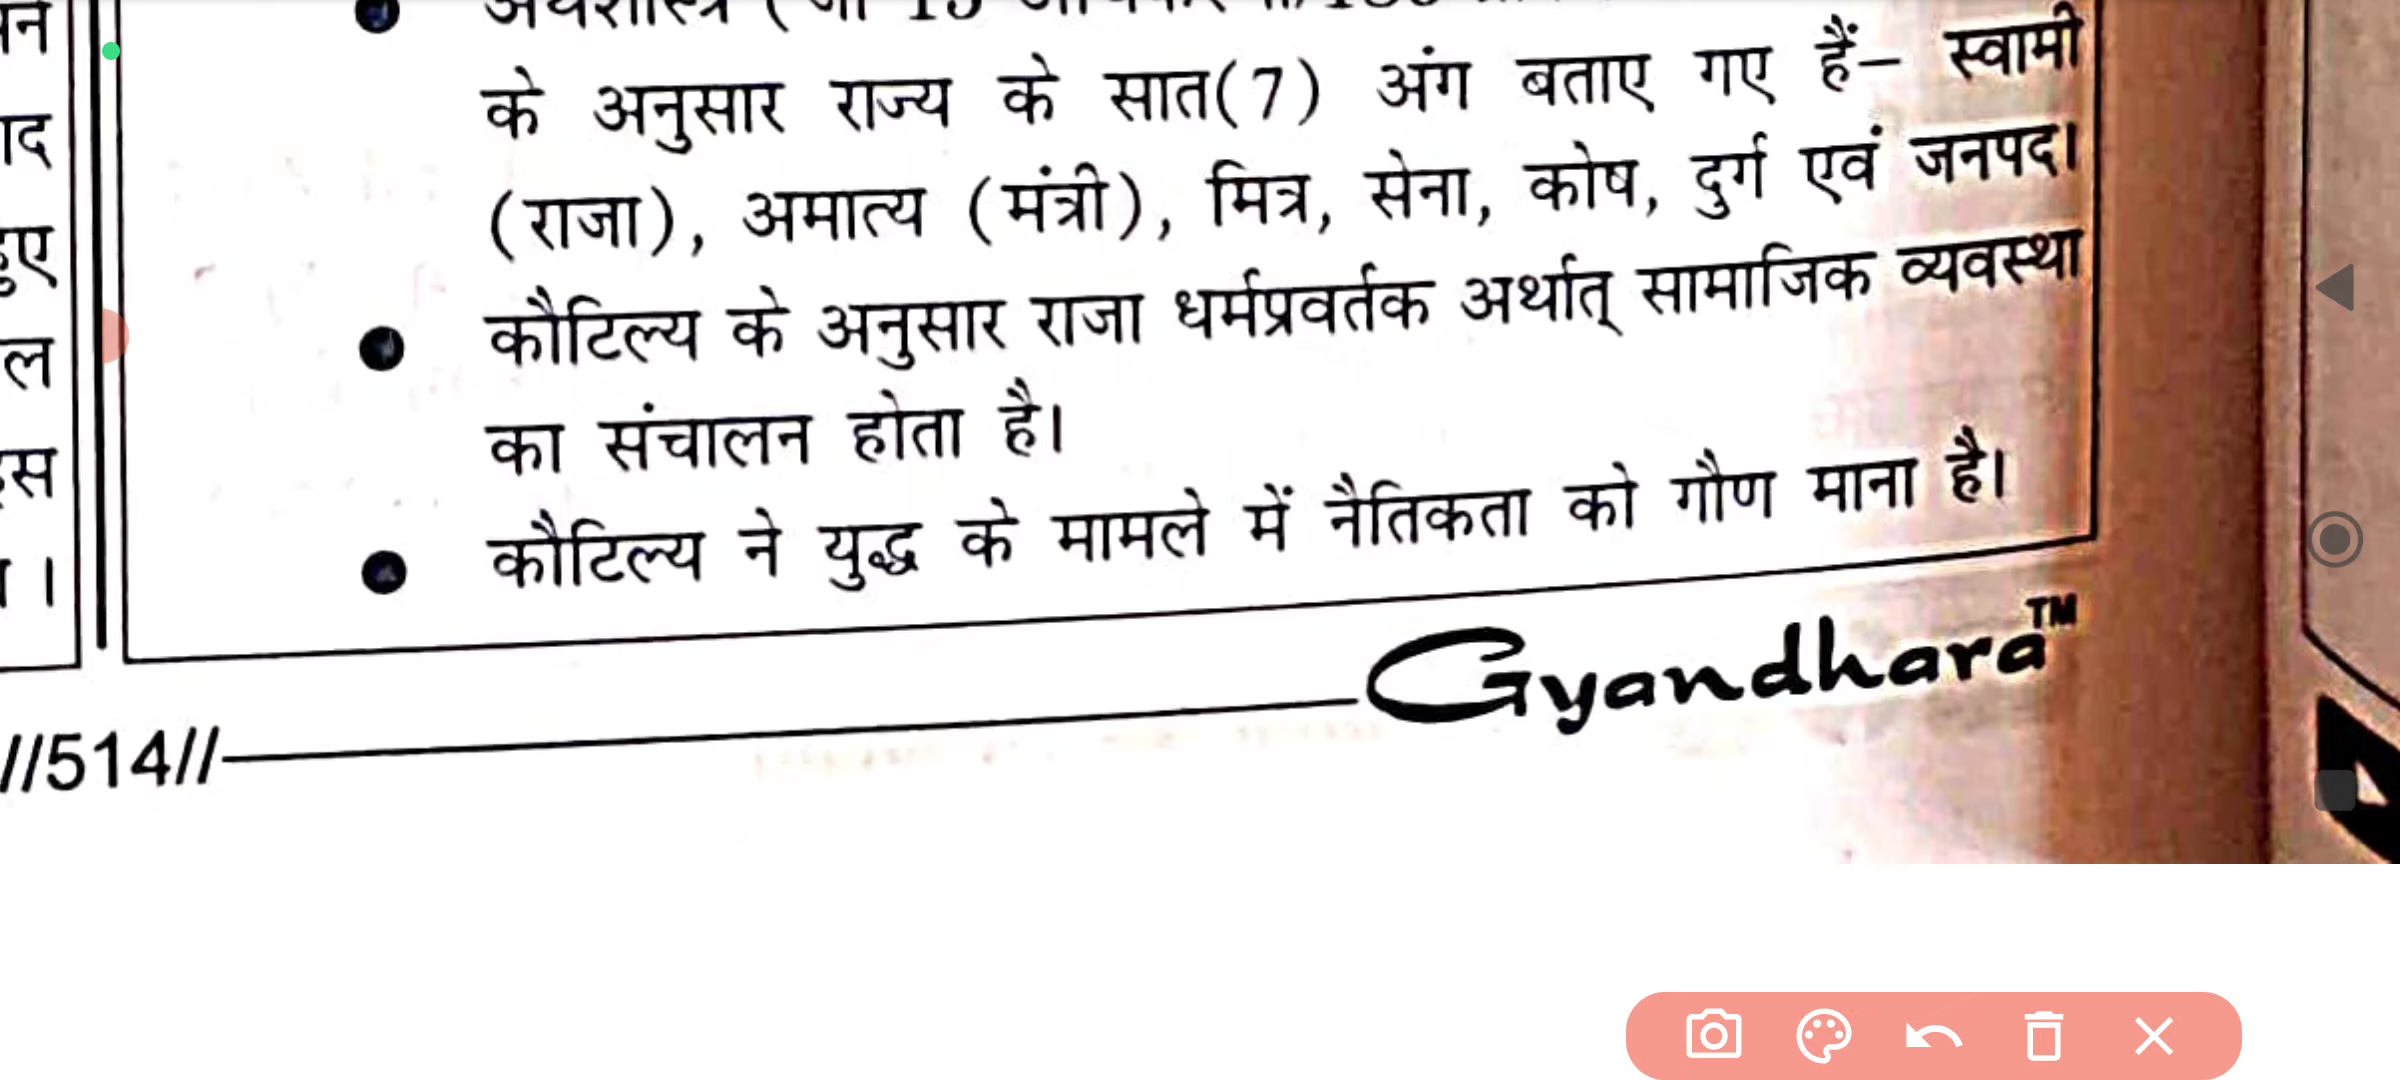 के अनुसार राज्य के सात(7) अंग बताए गए हैं– स्वामी
(राजा), अमात्य (मंत्री), मित्र, सेना, कोष, दुर्ग एवं जनपद।
कौटिल्य के अनुसार राजा धर्मप्रवर्तक अर्थात् सामाजिक व्यवस्था
का संचालन होता है।
कौटिल्य ने युद्ध के मामले में नैतिकता को गौण माना है।
Gyandhara™
//514//